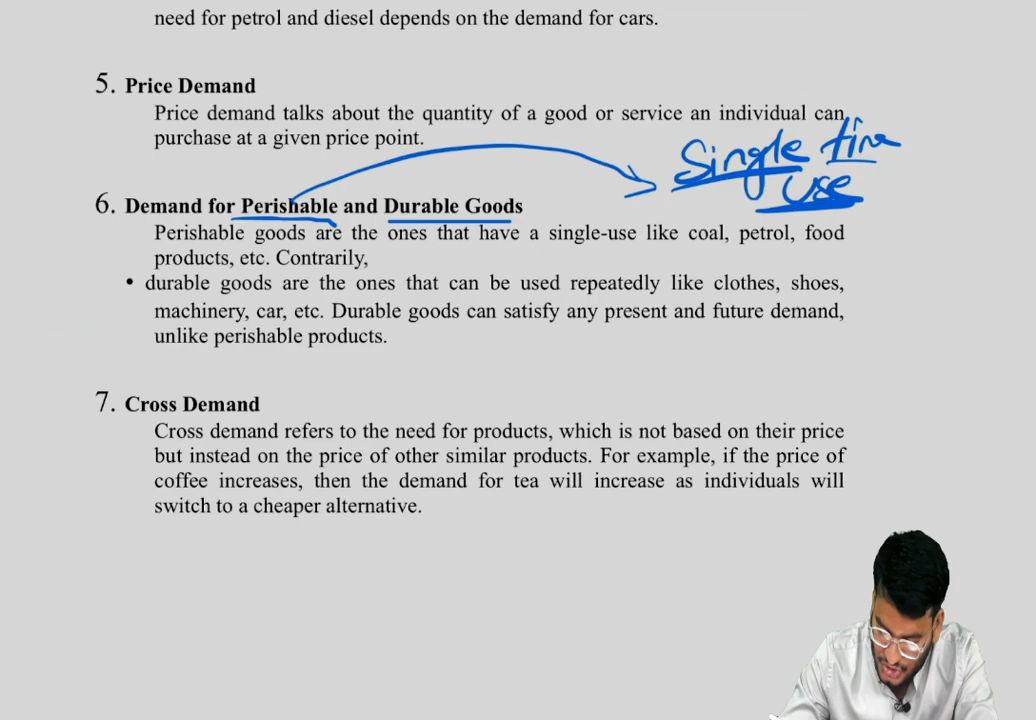 need for petrol and diesel depends on the demand for cars.
5. Price Demand
Price demand talks about the quantity of a good or service an individual can
purchase at a given price point.
Single time
Use
6. Demand for Perishable and Durable Goods
Perishable goods are the ones that have a single-use like coal, petrol, food
products, etc. Contrarily,
• durable goods are the ones that can be used repeatedly like clothes, shoes,
machinery, car, etc. Durable goods can satisfy any present and future demand,
unlike perishable products.
7. Cross Demand
Cross demand refers to the need for products, which is not based on their price
but instead on the price of other similar products. For example, if the price of
coffee increases, then the demand for tea will increase as individuals will
switch to a cheaper alternative.